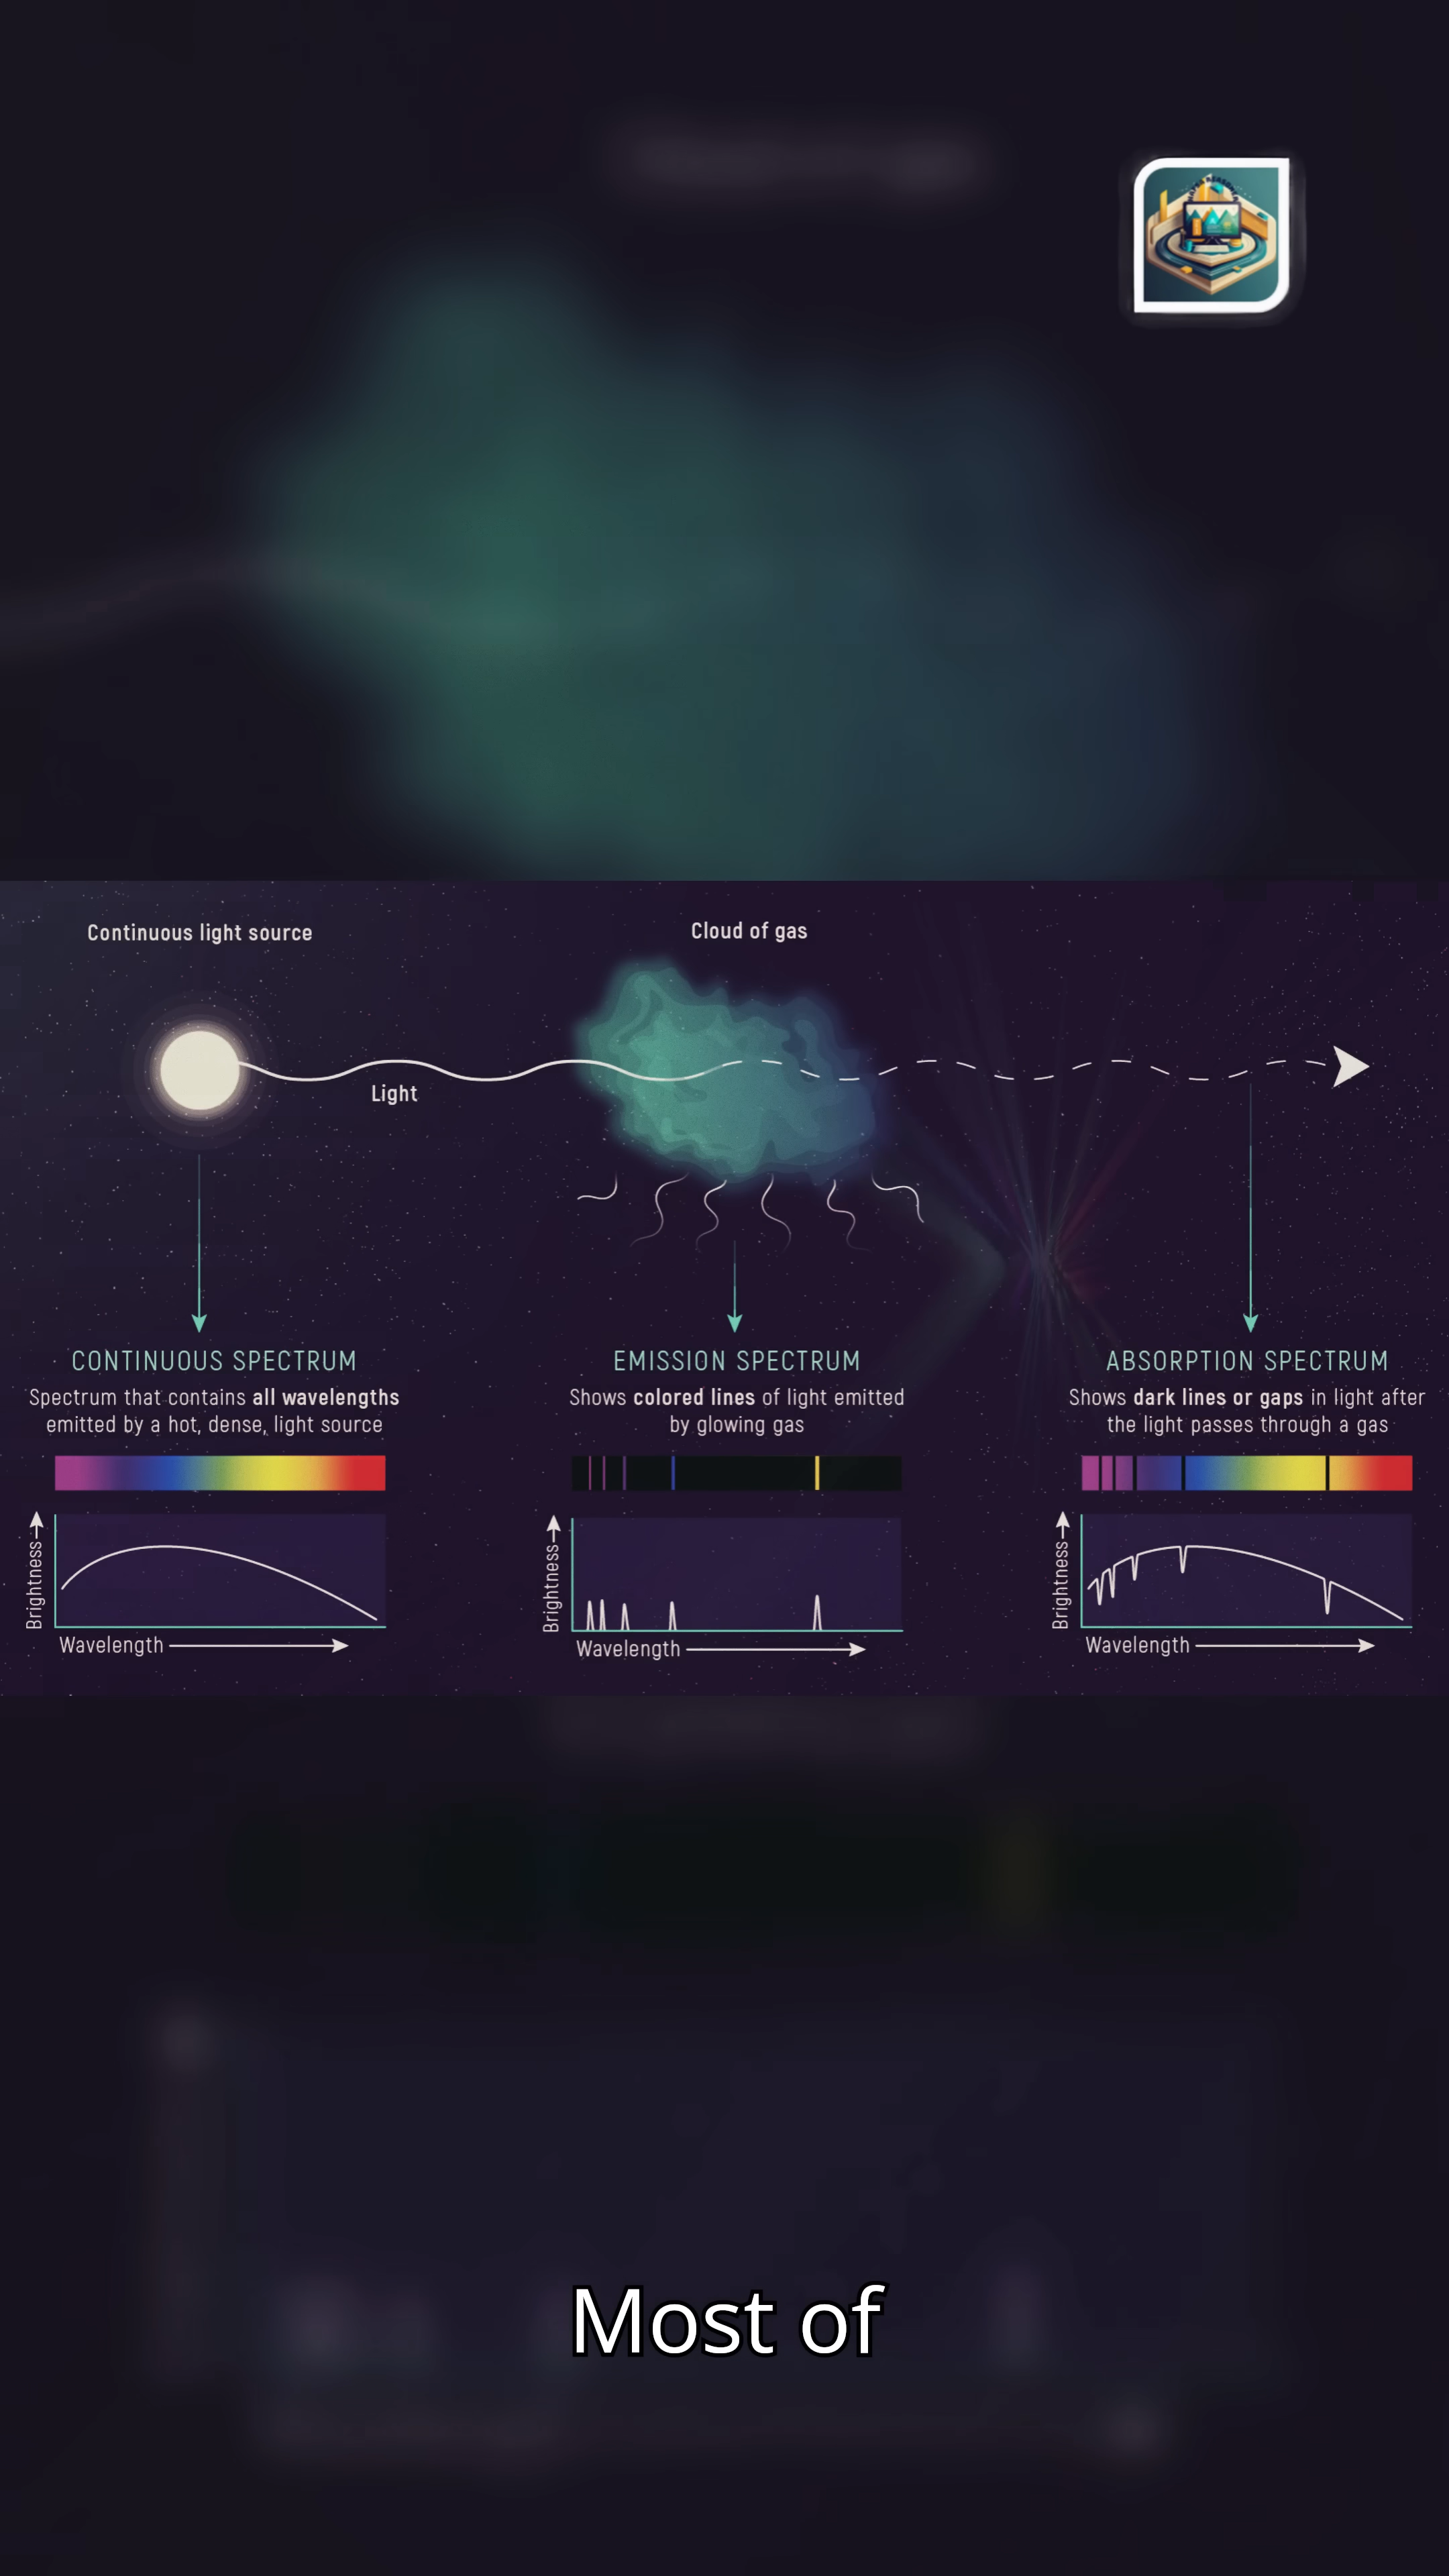 Continuous light source
Cloud of gas
Light
CONTINUOUS SPECTRUM
Spectrum that contains all wavelengths
emitted by a hot, dense, light source
Brightness
Wavelength
EMISSION SPECTRUM
Shows colored lines of light emitted
by glowing gas
Brightness
Wavelength
ABSORPTION SPECTRUM
Shows dark lines or gaps in light after
the light passes through a gas
Brightness
Wavelength
Most of